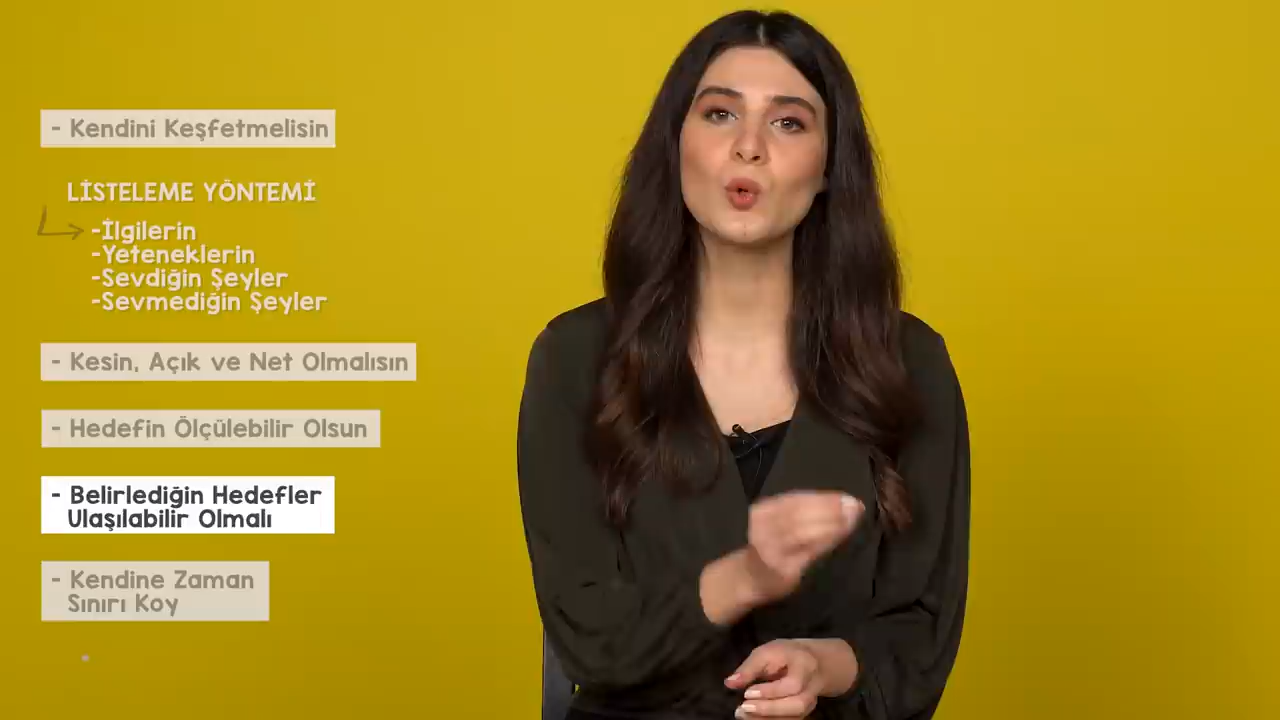 - Kendini Keşfetmelisin
LİSTELEME YÖNTEMİ
-İlgilerin
-Yeteneklerin
-Sevdiğin Şeyler
-Sevmediğin Şeyler
- Kesin, Açık ve Net Olmalısın
- Hedefin Ölçülebilir Olsun
- Belirlediğin Hedefler
Ulaşılabilir Olmalı
- Kendine Zaman
Sınırı Koy